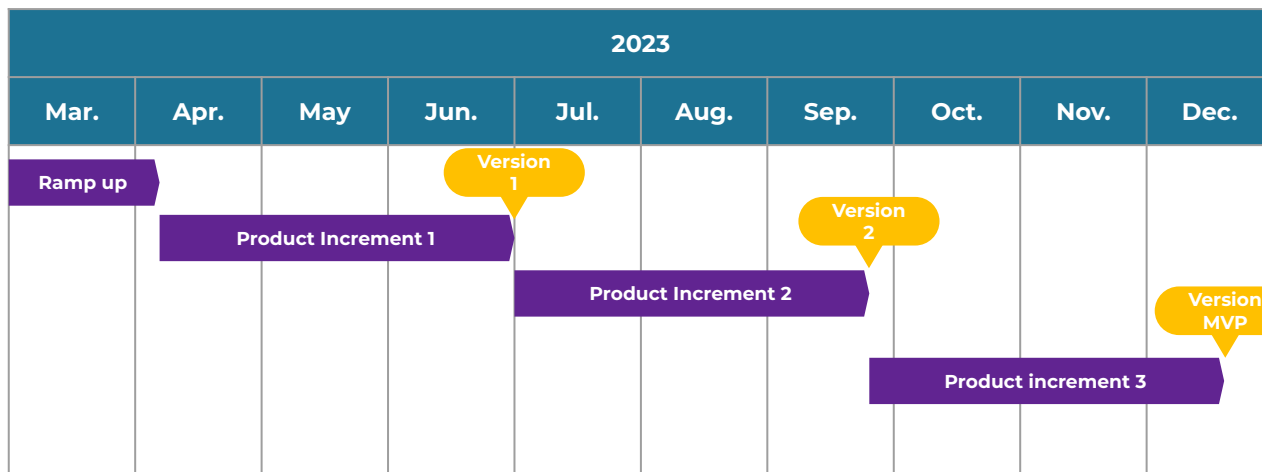 2023
Mar.
Apr.
May
Jun.
Jul.
Aug.
Sep.
Oct.
Nov.
Dec.
Ramp up
Version
1
Product Increment 1
Version
2
Product Increment 2
Version
MVP
Product increment 3